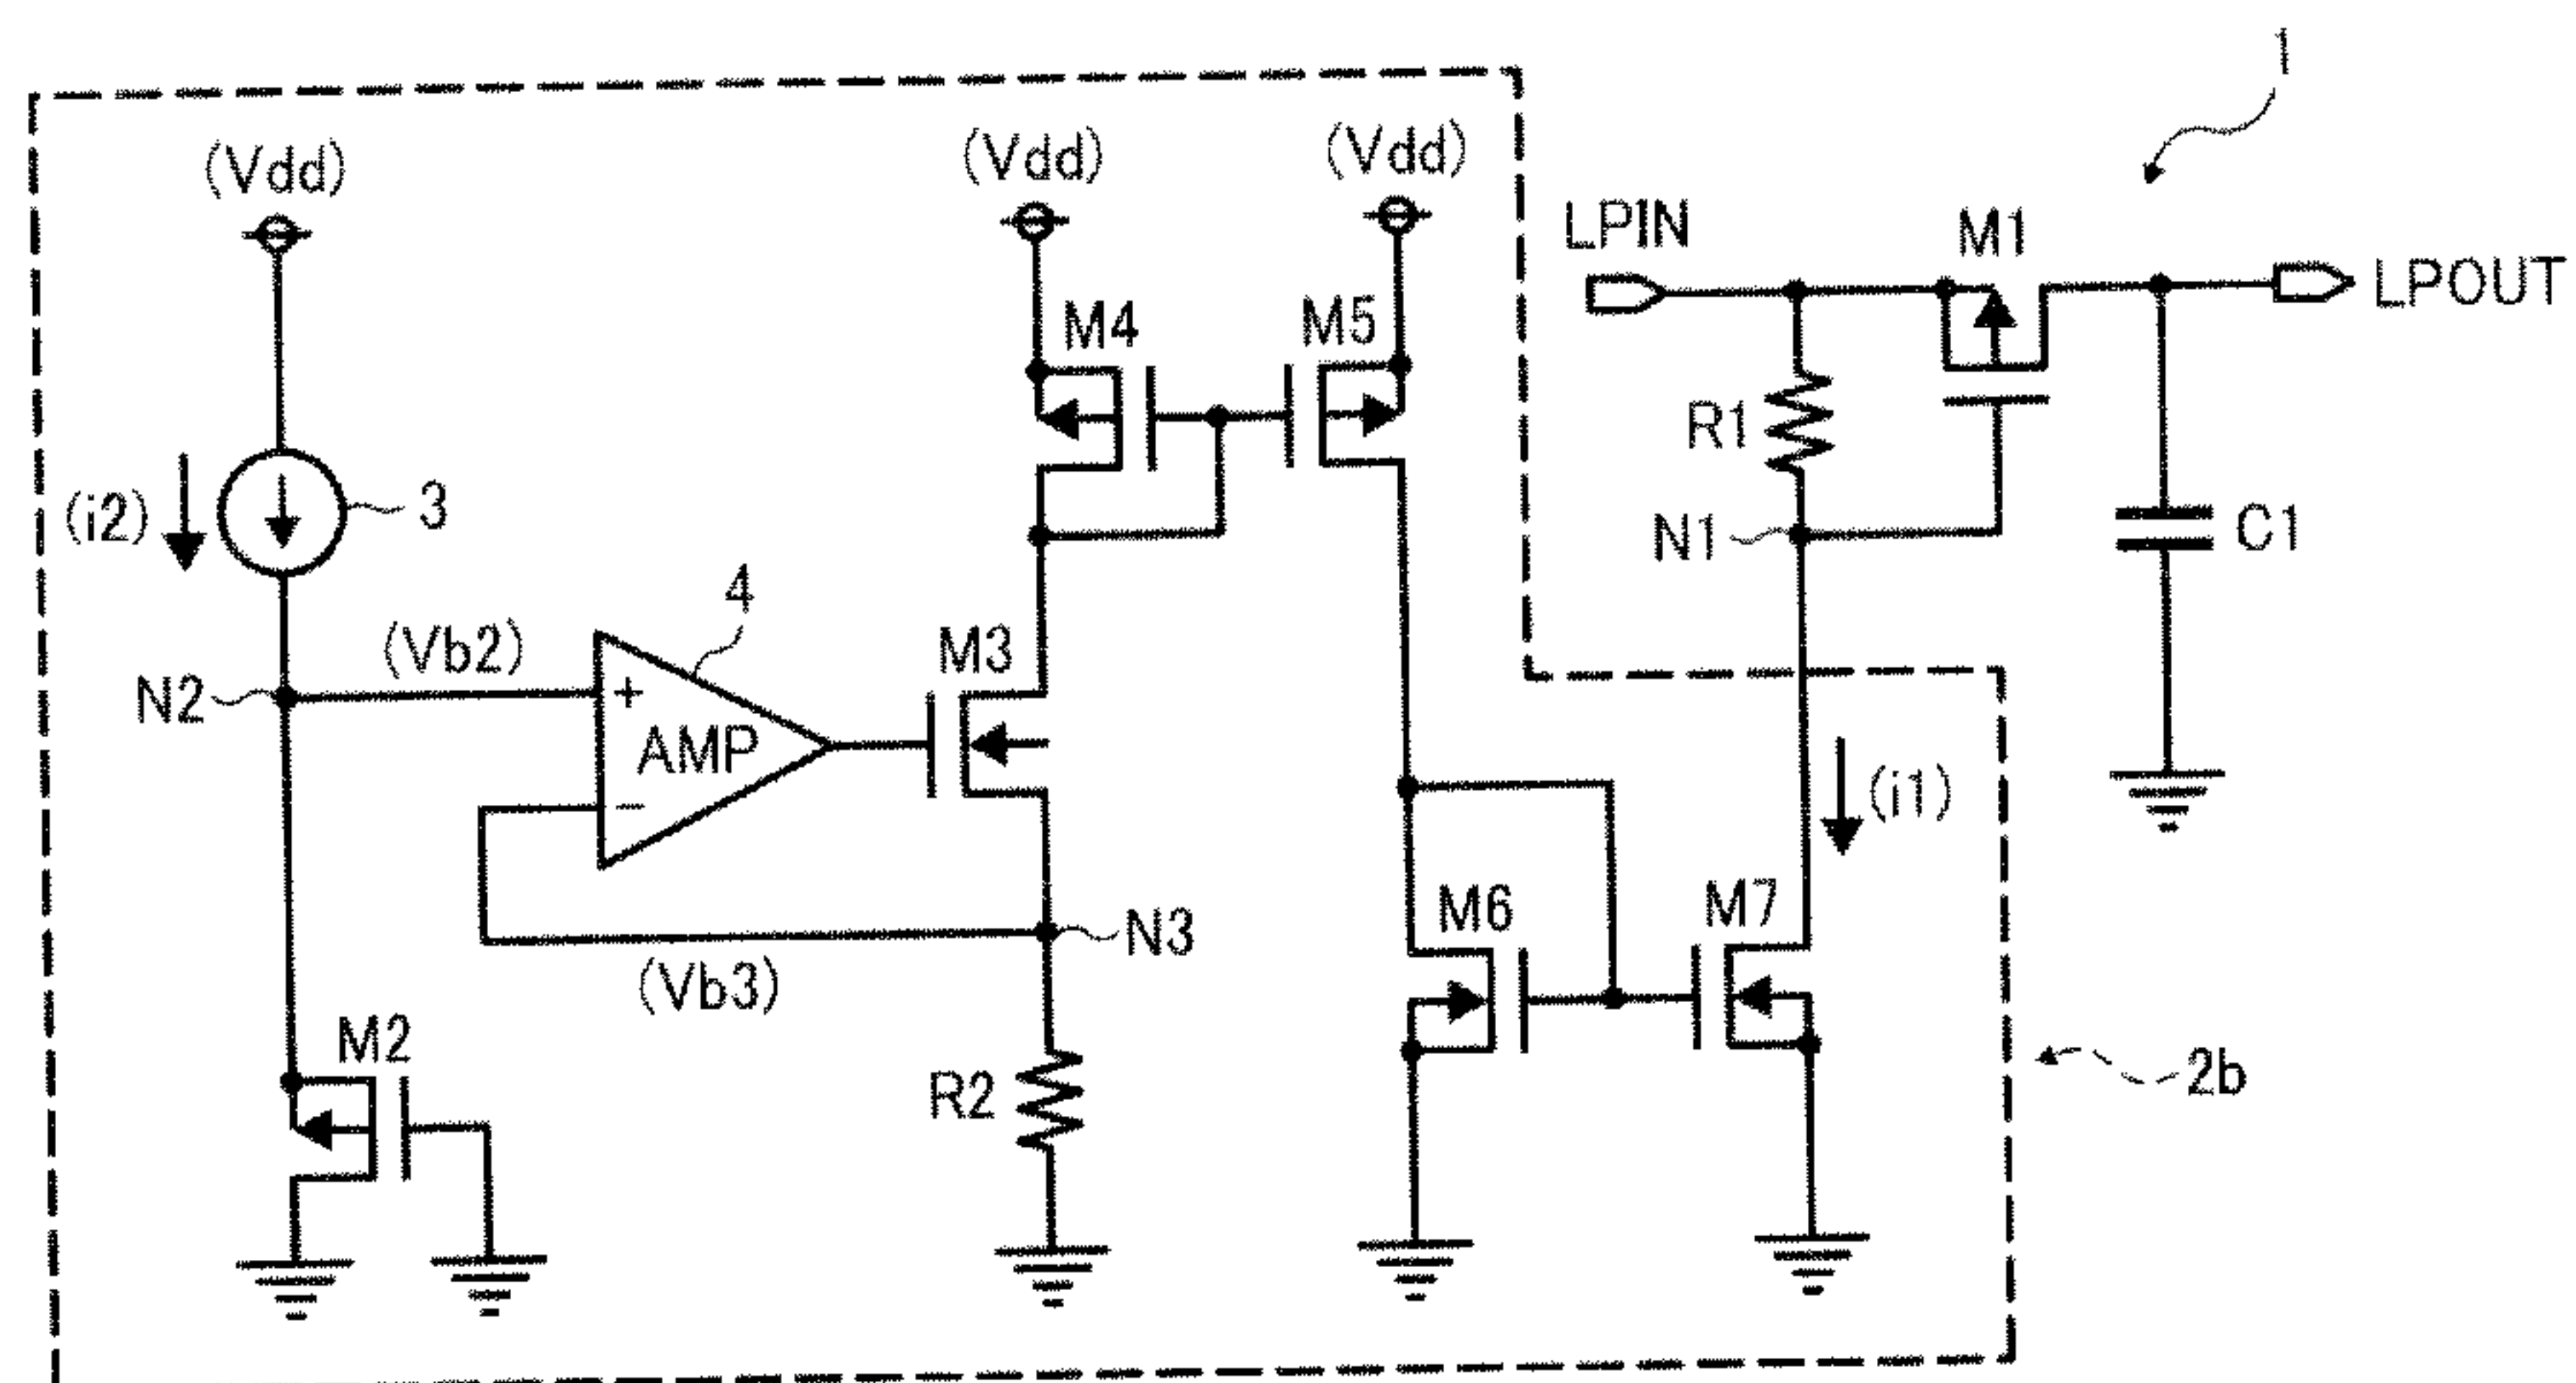 1
(Vdd)
(Vdd)
(Vdd)
LPIN
M1
LPOUT
M4
M5
R1
(i2)
3
N1
C1
4
(Vb2)
M3
N2
+
AMP
−
(i1)
M6
M7
N3
(Vb3)
M2
R2
2b